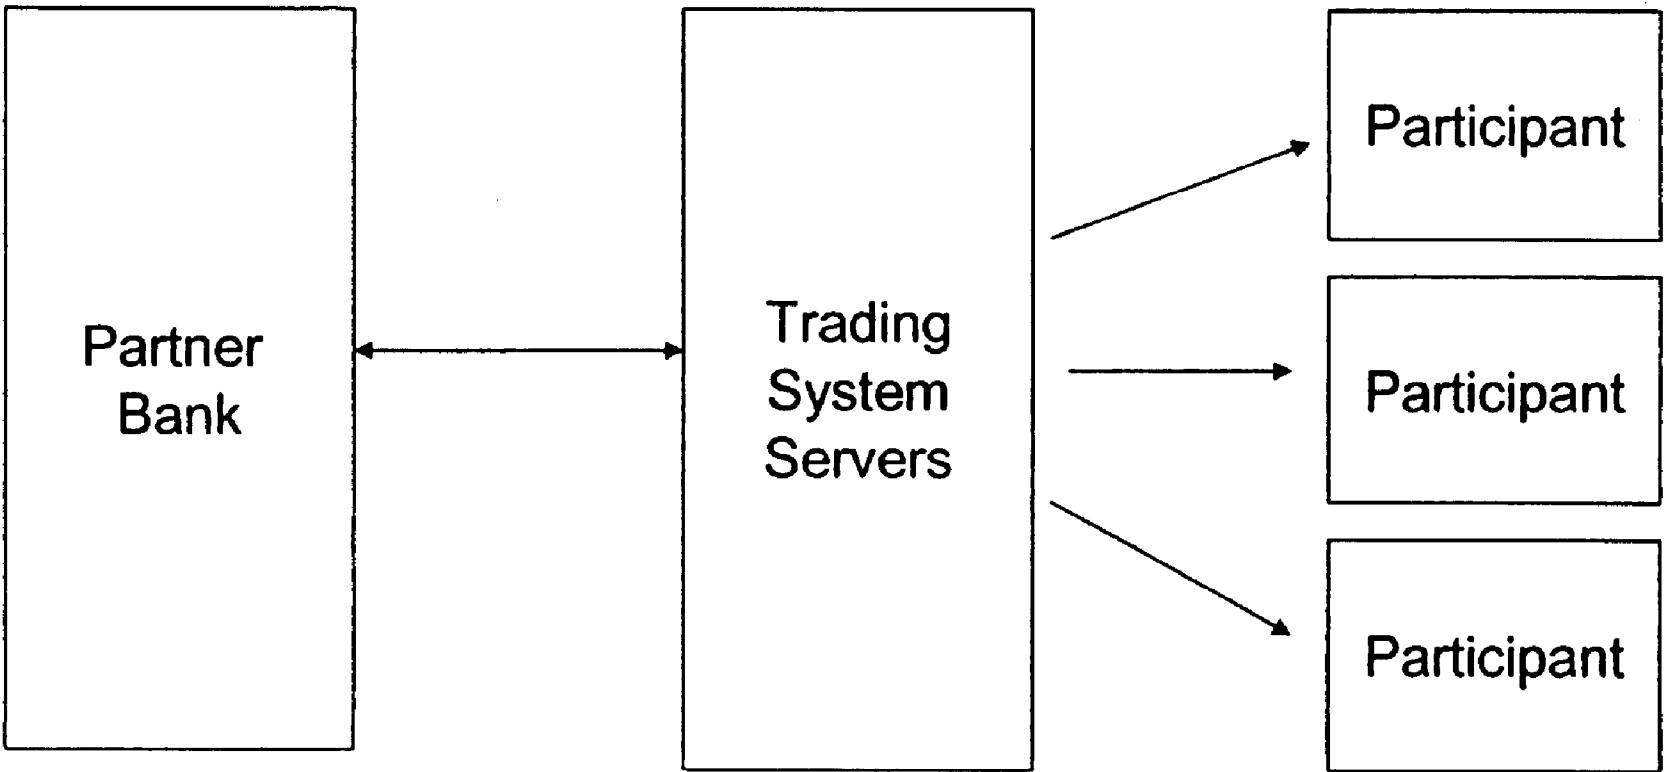 Partner
Bank
Trading
System
Servers
Participant
Participant
Participant